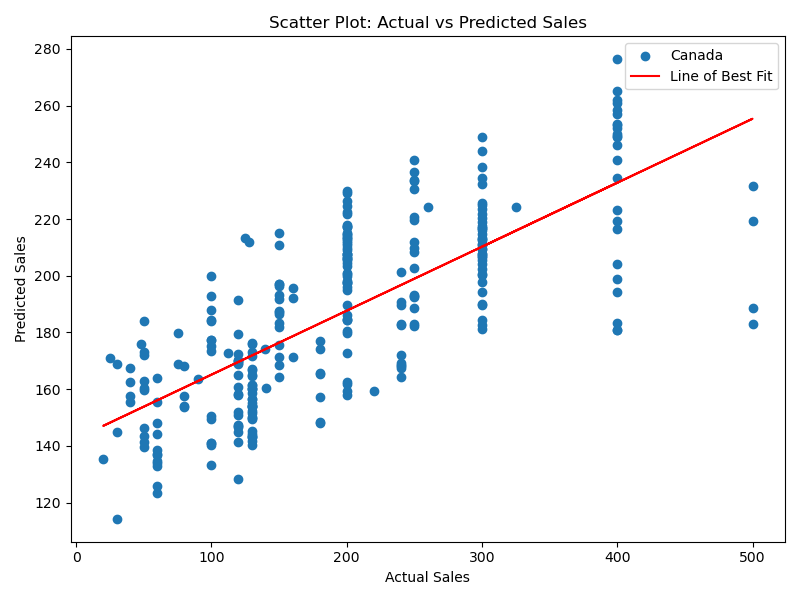 Scatter Plot: Actual vs Predicted Sales
Canada
Line of Best Fit
280
260
240
220
200
180
160
140
120
Predicted Sales
0 100 200 300 400 500
Actual Sales